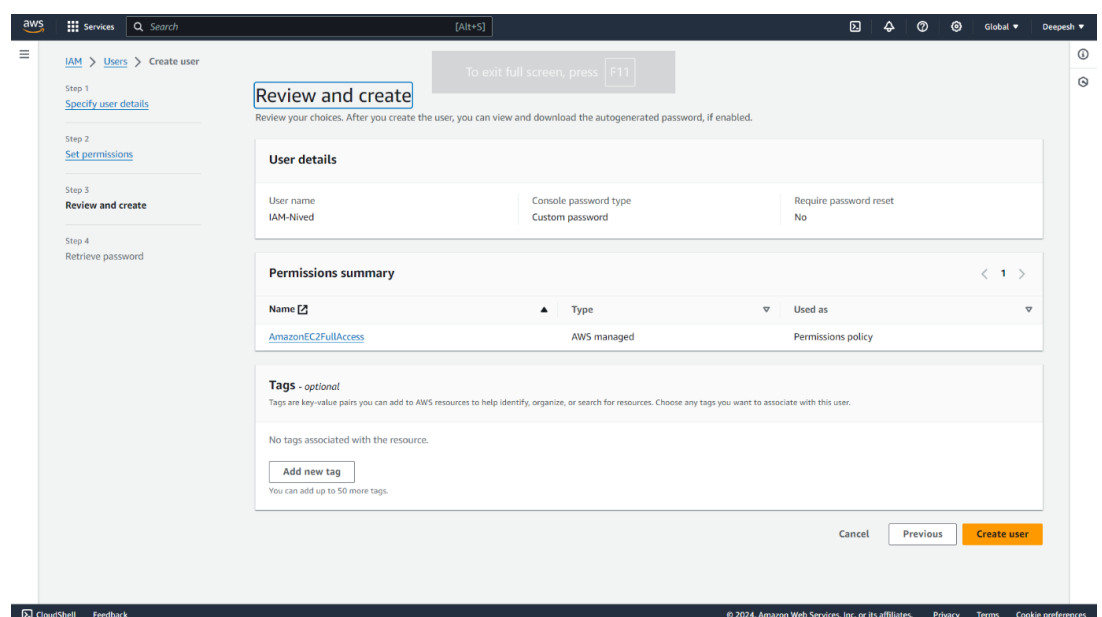 aws Services Search [Alt+S] Global Deepesh
IAM > Users > Create user
To exit full screen, press F11
Step 1
Specify user details
Step 2
Set permissions
Step 3
Review and create
Step 4
Retrieve password
Review and create
Review your choices. After you create the user, you can view and download the autogenerated password, if enabled.
User details
User name Console password type Require password reset
IAM-Nived Custom password No
Permissions summary < 1 >
Name Type Used as
AmazonEC2FullAccess AWS managed Permissions policy
Tags - optional
Tags are key-value pairs you can add to AWS resources to help identify, organize, or search for resources. Choose any tags you want to associate with this user.
No tags associated with the resource.
Add new tag
You can add up to 50 more tags.
Cancel Previous Create user
CloudShell Feedback © 2024, Amazon Web Services, Inc. or its affiliates. Privacy Terms Cookie preferences